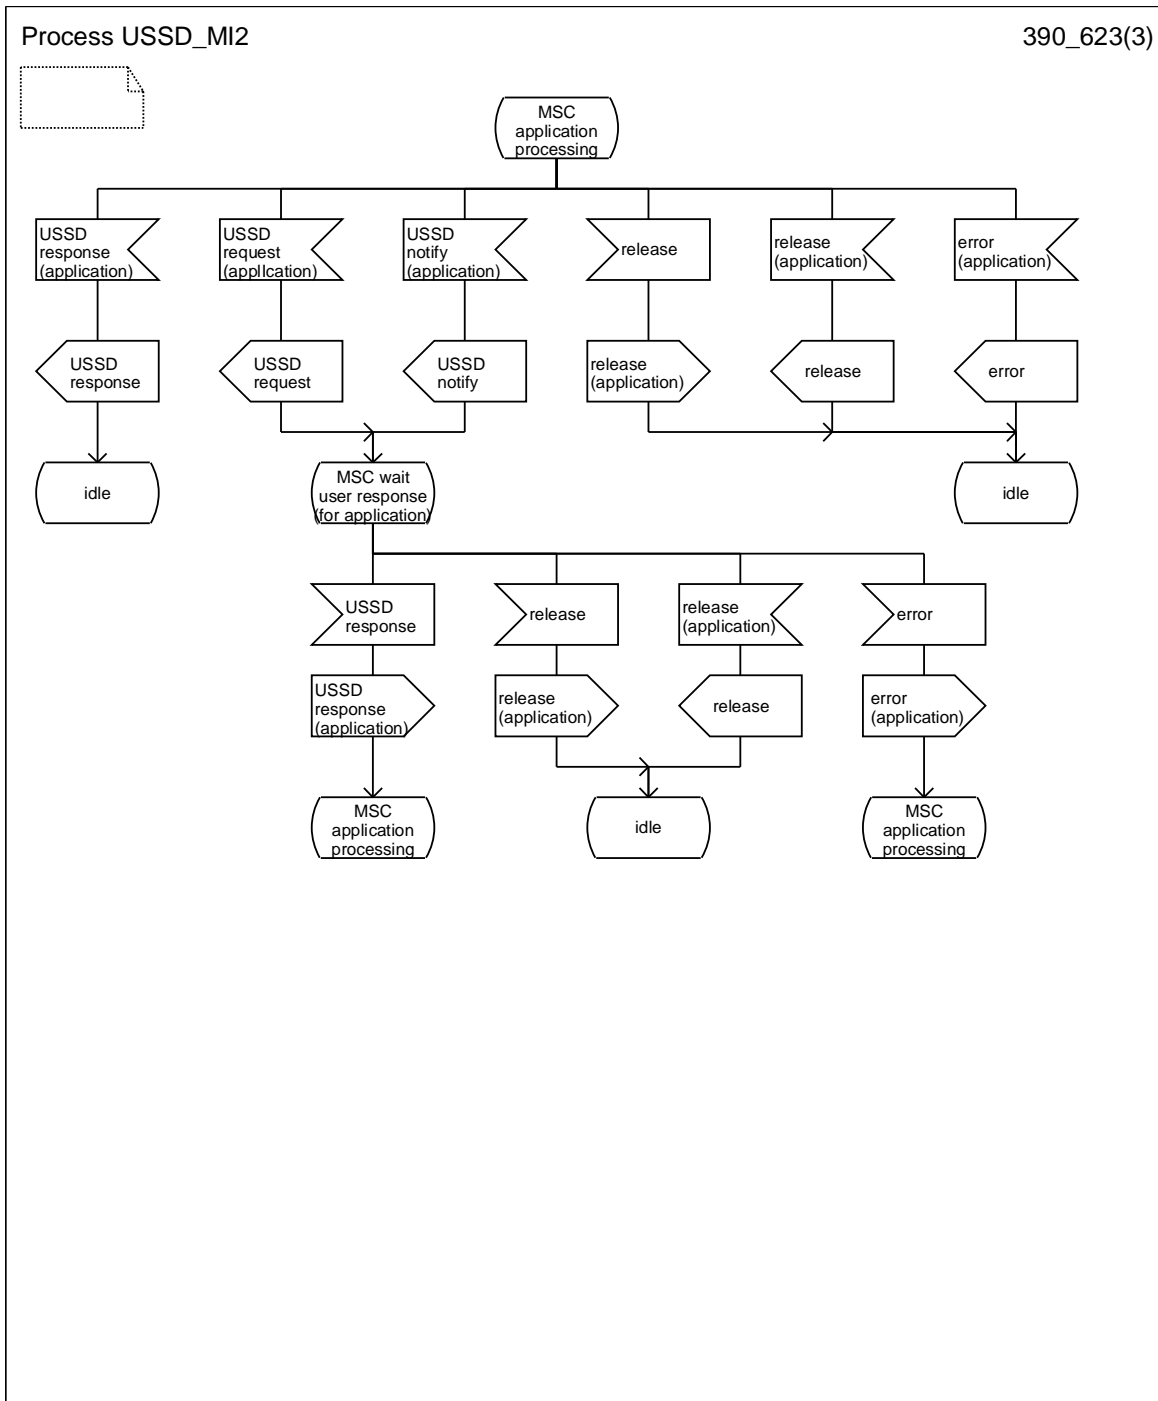 Process USSD_MI2
390_623(3)
MSC
application
processing
USSD
response
(application)
USSD
request
(appllcation)
USSD
notify
(application)
release
release
(application)
error
(application)
USSD
response
USSD
request
USSD
notify
release
(application)
release
error
idle
MSC wait
user response
(for application)
idle
USSD
response
release
release
(application)
error
USSD
response
(application)
release
(application)
release
error
(application)
MSC
application
processing
idle
MSC
application
processing